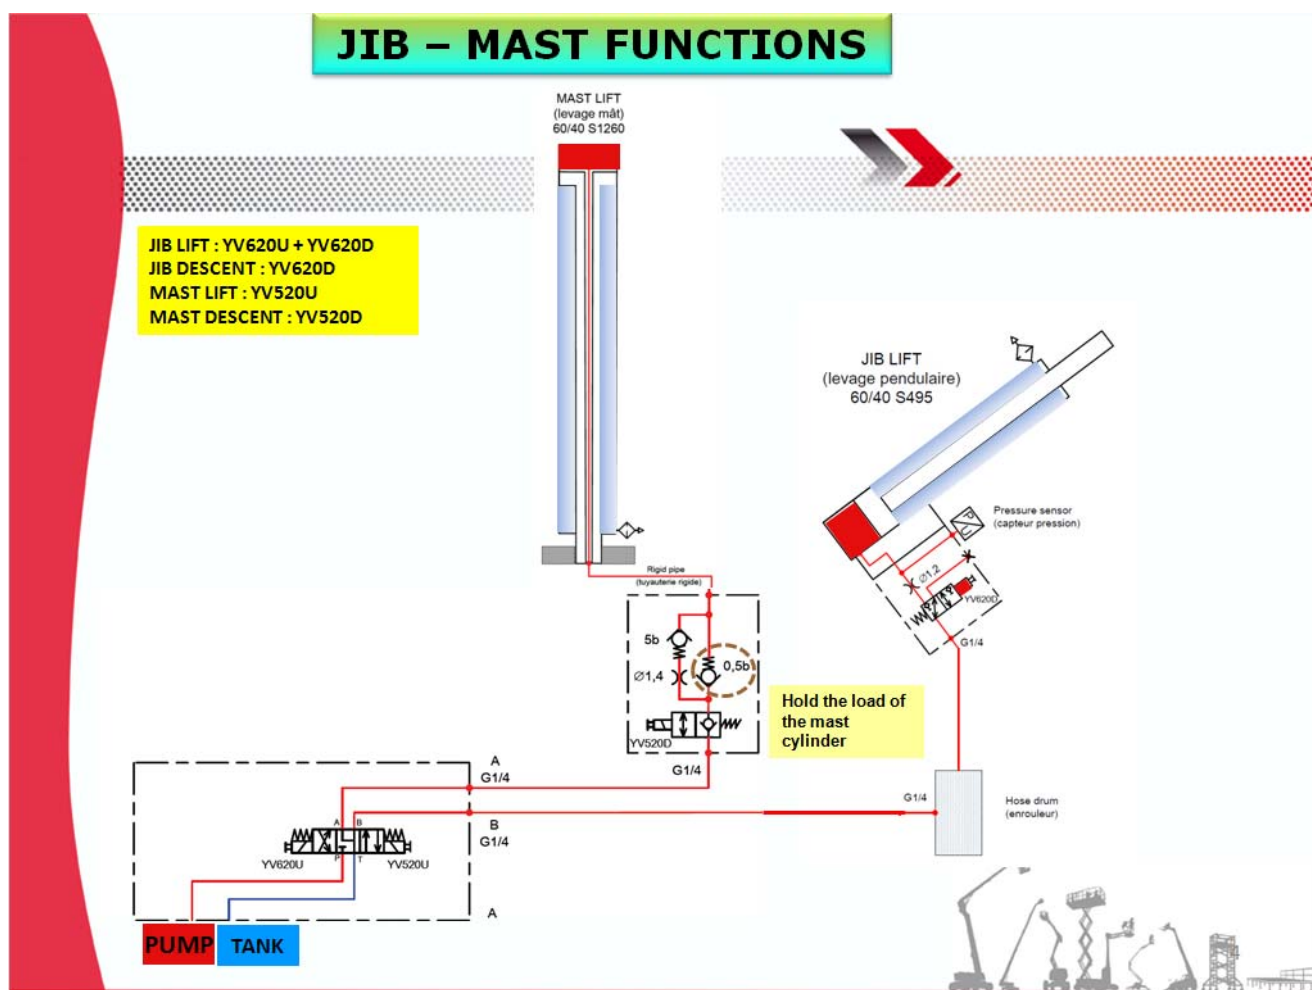 JIB – MAST FUNCTIONS
MAST LIFT
(levage mât)
60/40 S1260
JIB LIFT : YV620U + YV620D
JIB DESCENT : YV620D
MAST LIFT : YV520U
MAST DESCENT : YV520D
JIB LIFT
(levage pendulaire)
60/40 S495
Pressure sensor
(capteur pression)
P
U
Ø1,2
YV620D
G1/4
Rigid pipe
(tuyauterie rigide)
5b
0,5b
Ø1,4
YV520D
G1/4
Hold the load of
the mast
cylinder
A
G1/4
B
G1/4
G1/4
Hose drum
(enrouleur)
A B
P T
YV620U
YV520U
A
PUMP
TANK